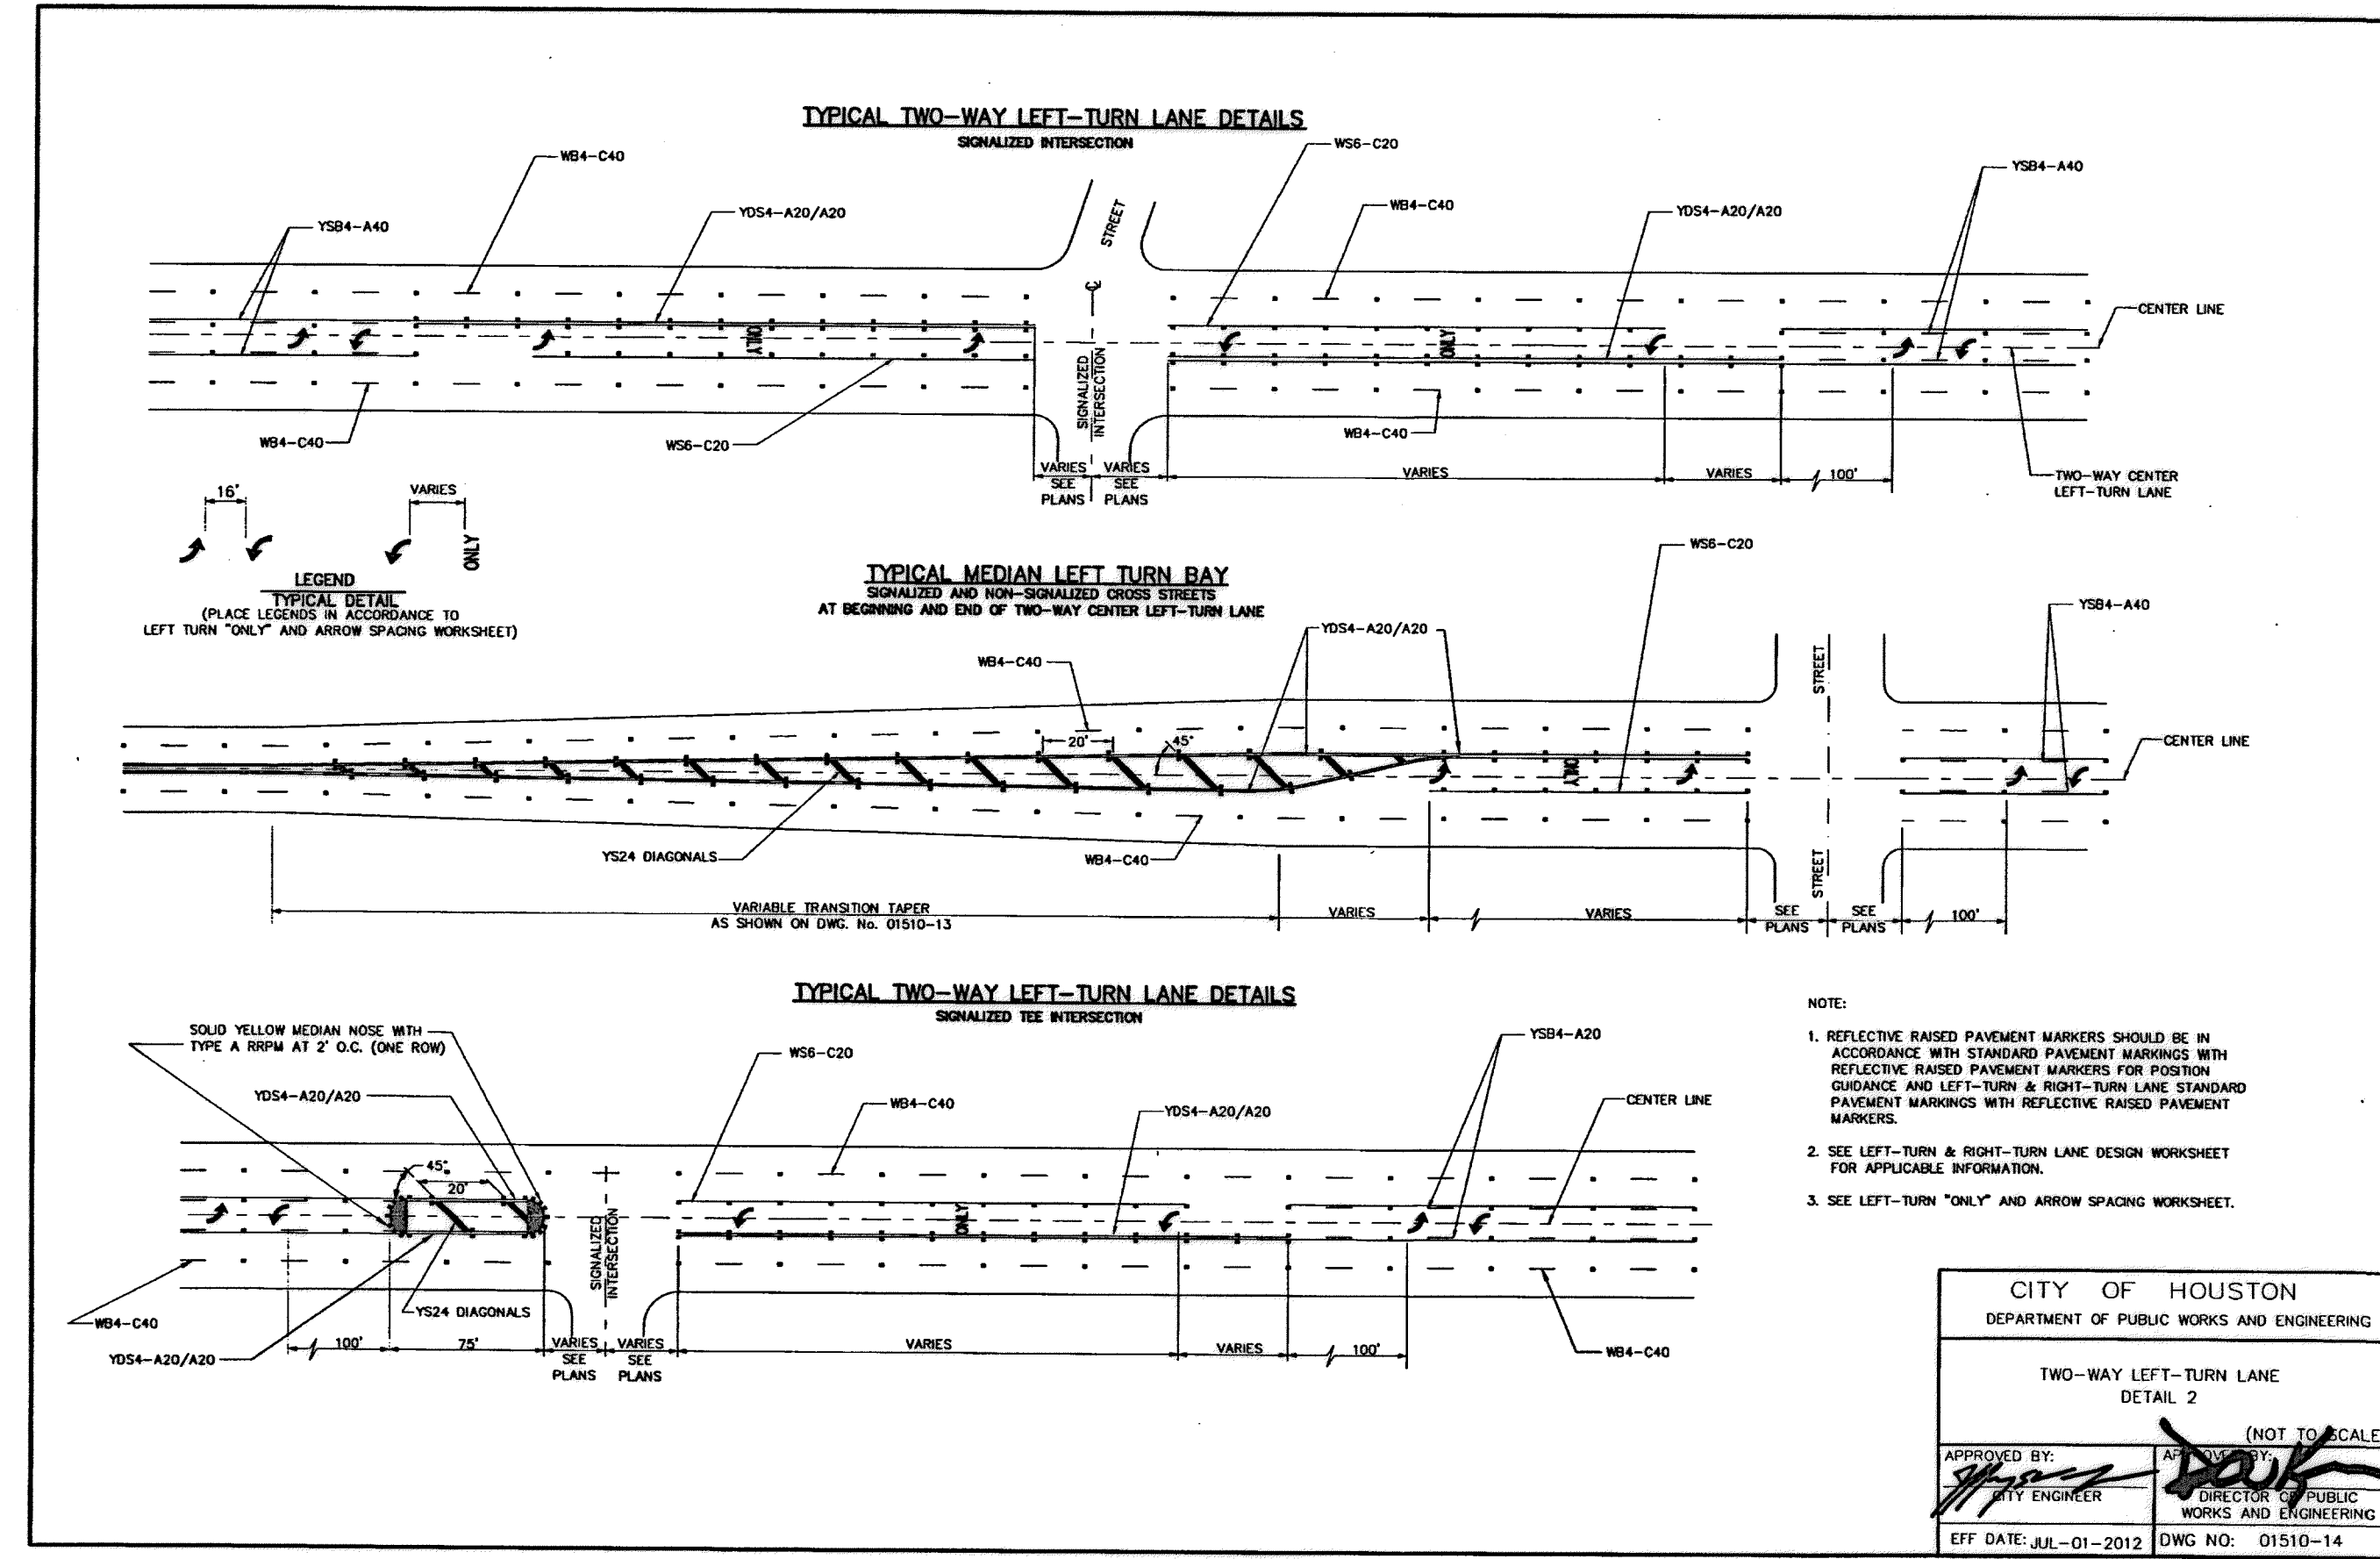 TYPICAL TWO-WAY LEFT-TURN LANE DETAILS
SIGNALIZED INTERSECTION
WB4-C40
WS6-C20
YSB4-A40
YSB4-A40
YDS4-A20/A20
STREET
WB4-C40
YDS4-A20/A20
℄
CENTER LINE
ONLY
ONLY
SIGNALIZED
INTERSECTION
WB4-C40
WS6-C20
WB4-C40
VARIES
SEE
PLANS
VARIES
SEE
PLANS
VARIES
VARIES
100'
TWO-WAY CENTER
LEFT-TURN LANE
16'
VARIES
ONLY
LEGEND
TYPICAL DETAIL
(PLACE LEGENDS IN ACCORDANCE TO
LEFT TURN "ONLY" AND ARROW SPACING WORKSHEET)
TYPICAL MEDIAN LEFT TURN BAY
SIGNALIZED AND NON-SIGNALIZED CROSS STREETS
AT BEGINNING AND END OF TWO-WAY CENTER LEFT-TURN LANE
WS6-C20
YSB4-A40
YDS4-A20/A20
WB4-C40
STREET
20'
45°
CENTER LINE
ONLY
YS24 DIAGONALS
WB4-C40
STREET
VARIABLE TRANSITION TAPER
AS SHOWN ON DWG. No. 01510-13
VARIES
VARIES
SEE
PLANS
SEE
PLANS
100'
TYPICAL TWO-WAY LEFT-TURN LANE DETAILS
SIGNALIZED TEE INTERSECTION
SOLID YELLOW MEDIAN NOSE WITH
TYPE A RRPM AT 2' O.C. (ONE ROW)
WS6-C20
YSB4-A20
YDS4-A20/A20
WB4-C40
YDS4-A20/A20
CENTER LINE
45°
20'
ONLY
SIGNALIZED
INTERSECTION
YS24 DIAGONALS
WB4-C40
YDS4-A20/A20
100'
75'
VARIES
SEE
PLANS
VARIES
SEE
PLANS
VARIES
VARIES
100'
WB4-C40
NOTE:
1. REFLECTIVE RAISED PAVEMENT MARKERS SHOULD BE IN
ACCORDANCE WITH STANDARD PAVEMENT MARKINGS WITH
REFLECTIVE RAISED PAVEMENT MARKERS FOR POSITION
GUIDANCE AND LEFT-TURN & RIGHT-TURN LANE STANDARD
PAVEMENT MARKINGS WITH REFLECTIVE RAISED PAVEMENT
MARKERS.
2. SEE LEFT-TURN & RIGHT-TURN LANE DESIGN WORKSHEET
FOR APPLICABLE INFORMATION.
3. SEE LEFT-TURN "ONLY" AND ARROW SPACING WORKSHEET.
CITY OF HOUSTON
DEPARTMENT OF PUBLIC WORKS AND ENGINEERING
TWO-WAY LEFT-TURN LANE
DETAIL 2
(NOT TO SCALE
APPROVED BY:
CITY ENGINEER
APPROVED BY:
DIRECTOR OF PUBLIC
WORKS AND ENGINEERING
EFF DATE: JUL-01-2012
DWG NO: 01510-14